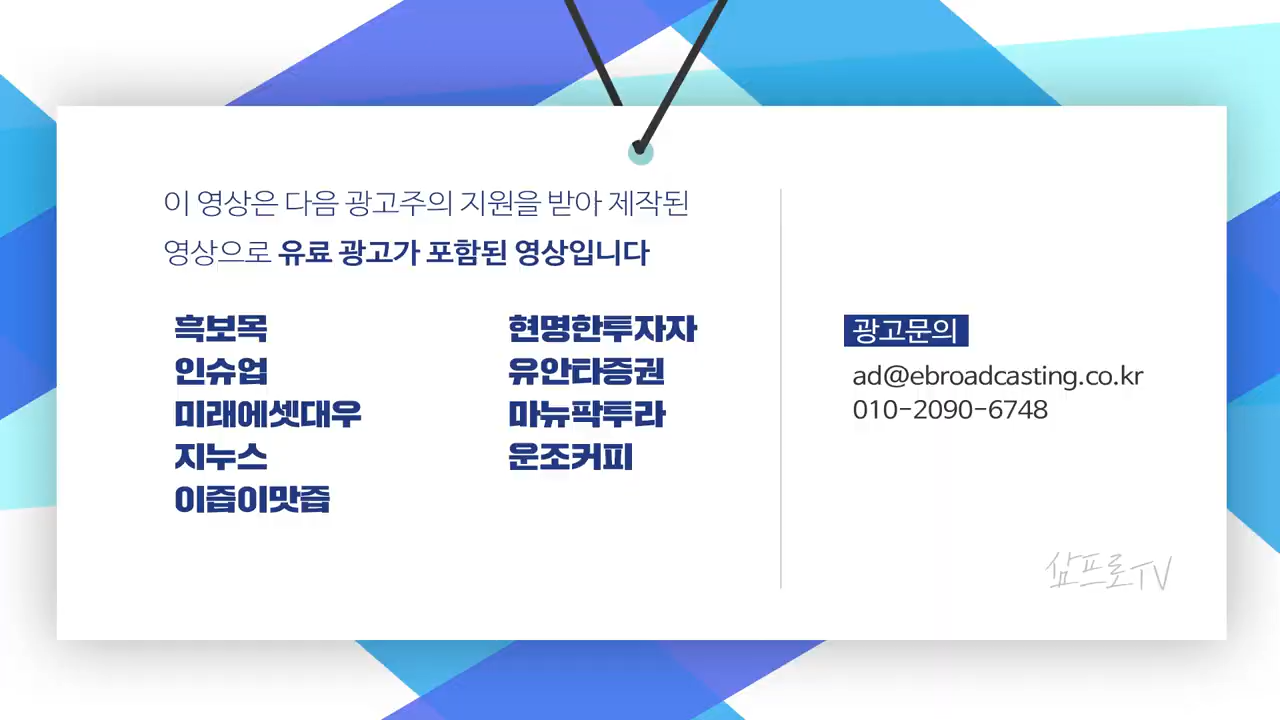 이 영상은 다음 광고주의 지원을 받아 제작된
영상으로 유료 광고가 포함된 영상입니다
흑보목
인슈업
미래에셋대우
지누스
이즙이맛즙
현명한투자자
유안타증권
마뉴팍투라
운조커피
광고문의
ad@ebroadcasting.co.kr
010-2090-6748
삼프로TV